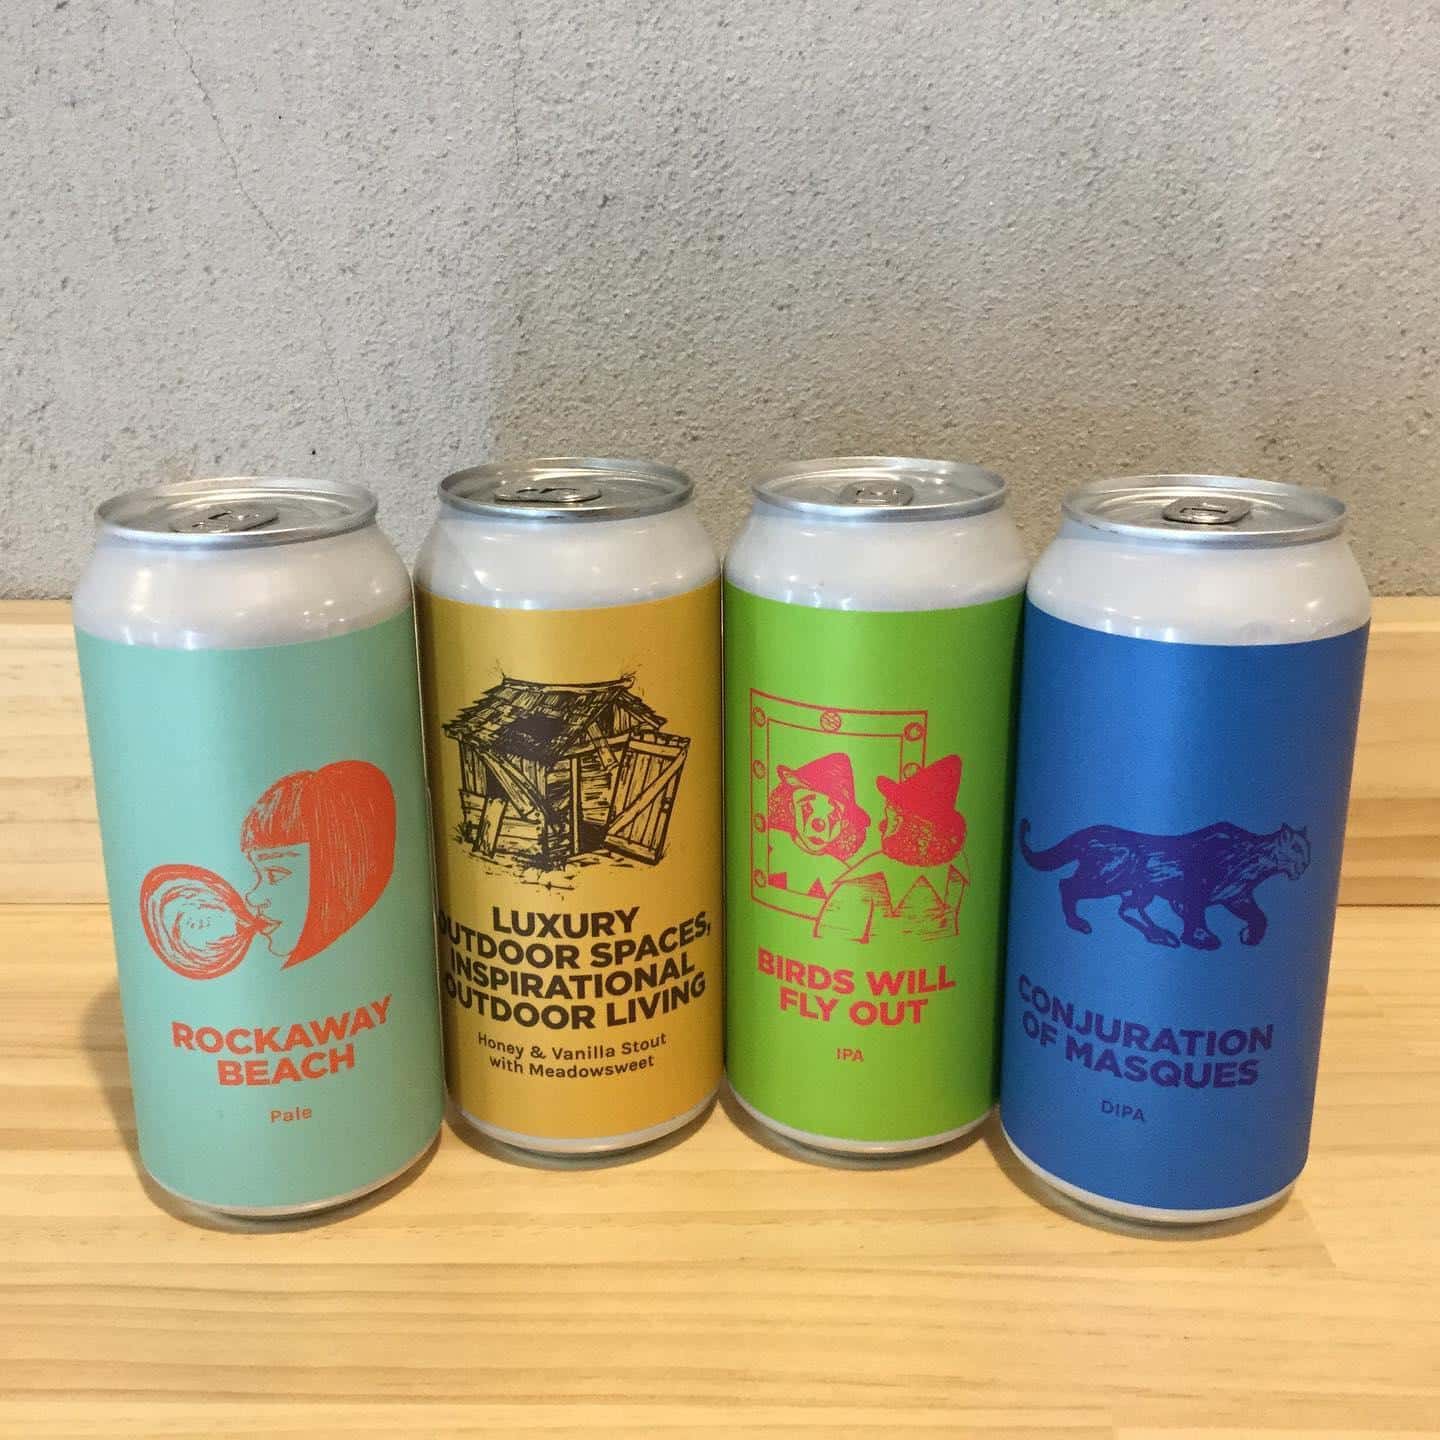 ROCKAWAY
BEACH
Pale
LUXURY
OUTDOOR SPACES,
INSPIRATIONAL
OUTDOOR LIVING
Honey & Vanilla Stout
with Meadowsweet
BIRDS WILL
FLY OUT
IPA
CONJURATION
OF MASQUES
DIPA